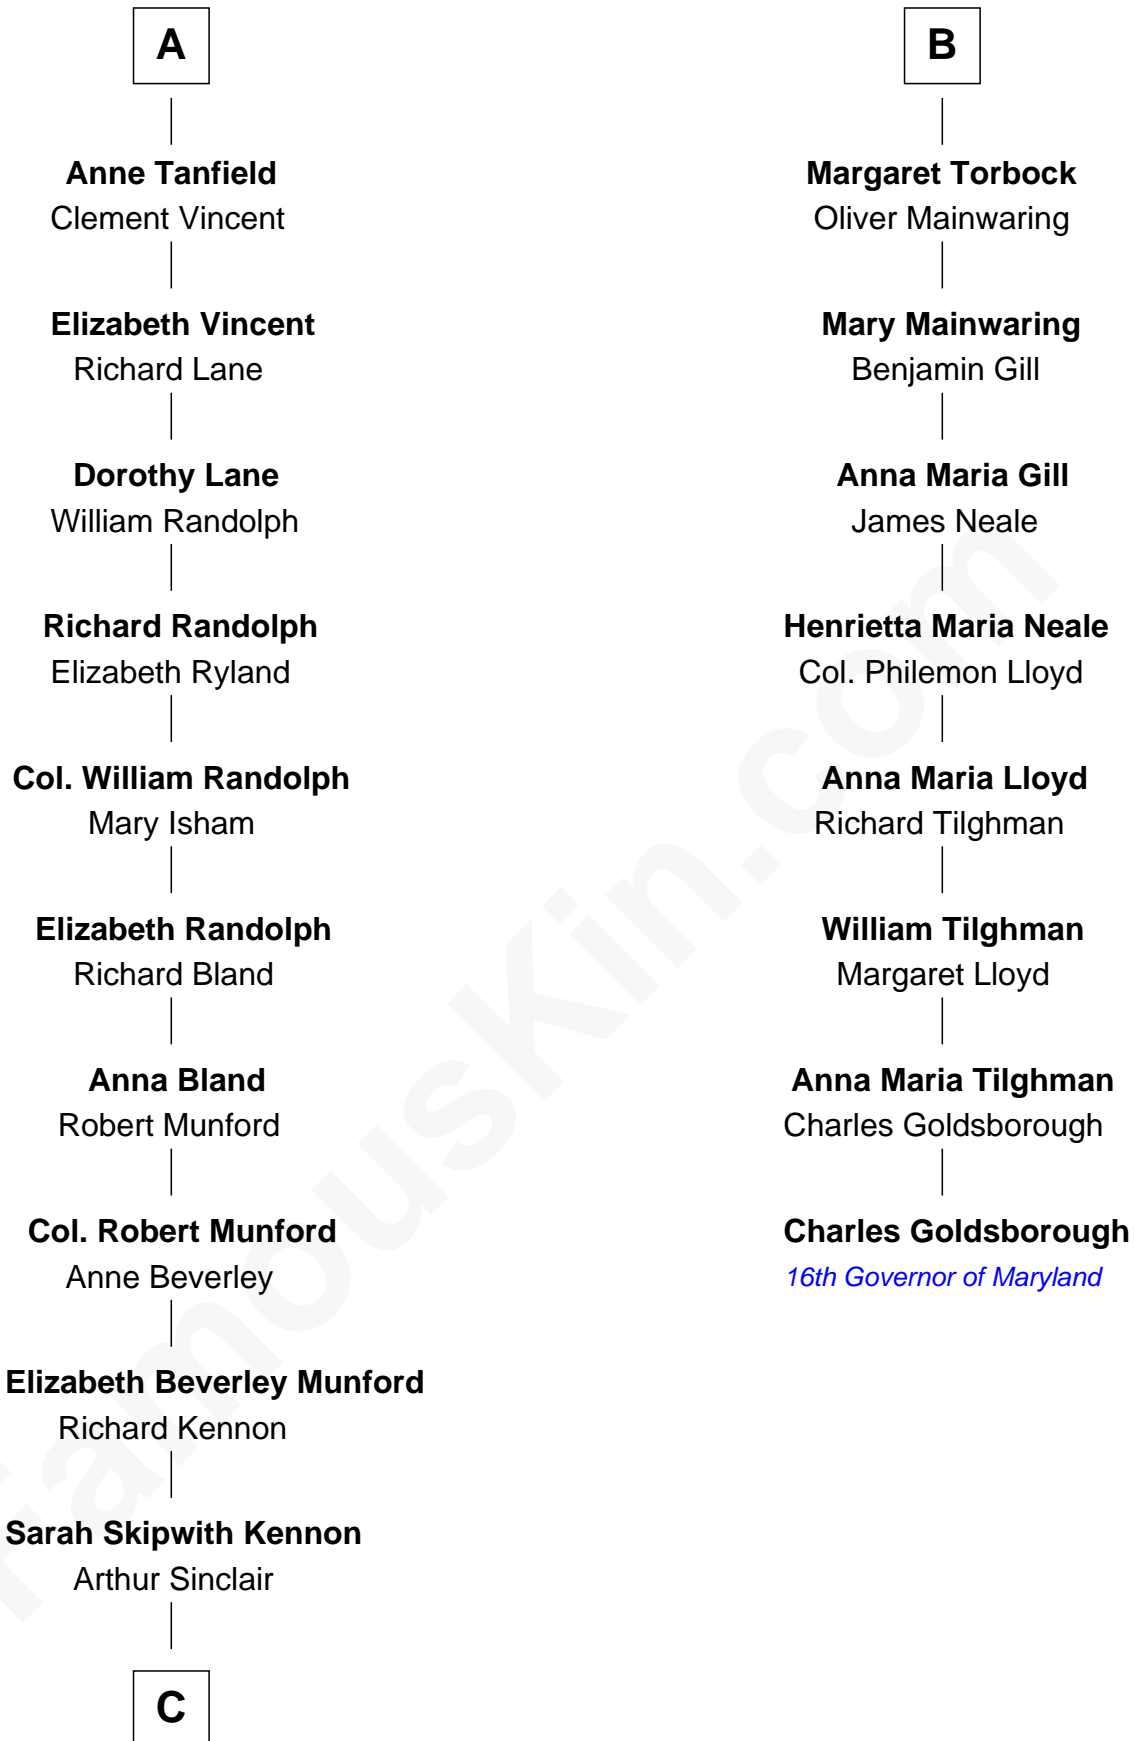 A
Anne Tanfield
Clement Vincent
Elizabeth Vincent
Richard Lane
Dorothy Lane
William Randolph
Richard Randolph
Elizabeth Ryland
Col. William Randolph
Mary Isham
Elizabeth Randolph
Richard Bland
Anna Bland
Robert Munford
Col. Robert Munford
Anne Beverley
Elizabeth Beverley Munford
Richard Kennon
Sarah Skipwith Kennon
Arthur Sinclair
C
B
Margaret Torbock
Oliver Mainwaring
Mary Mainwaring
Benjamin Gill
Anna Maria Gill
James Neale
Henrietta Maria Neale
Col. Philemon Lloyd
Anna Maria Lloyd
Richard Tilghman
William Tilghman
Margaret Lloyd
Anna Maria Tilghman
Charles Goldsborough
Charles Goldsborough
16th Governor of Maryland
FamousKin.com